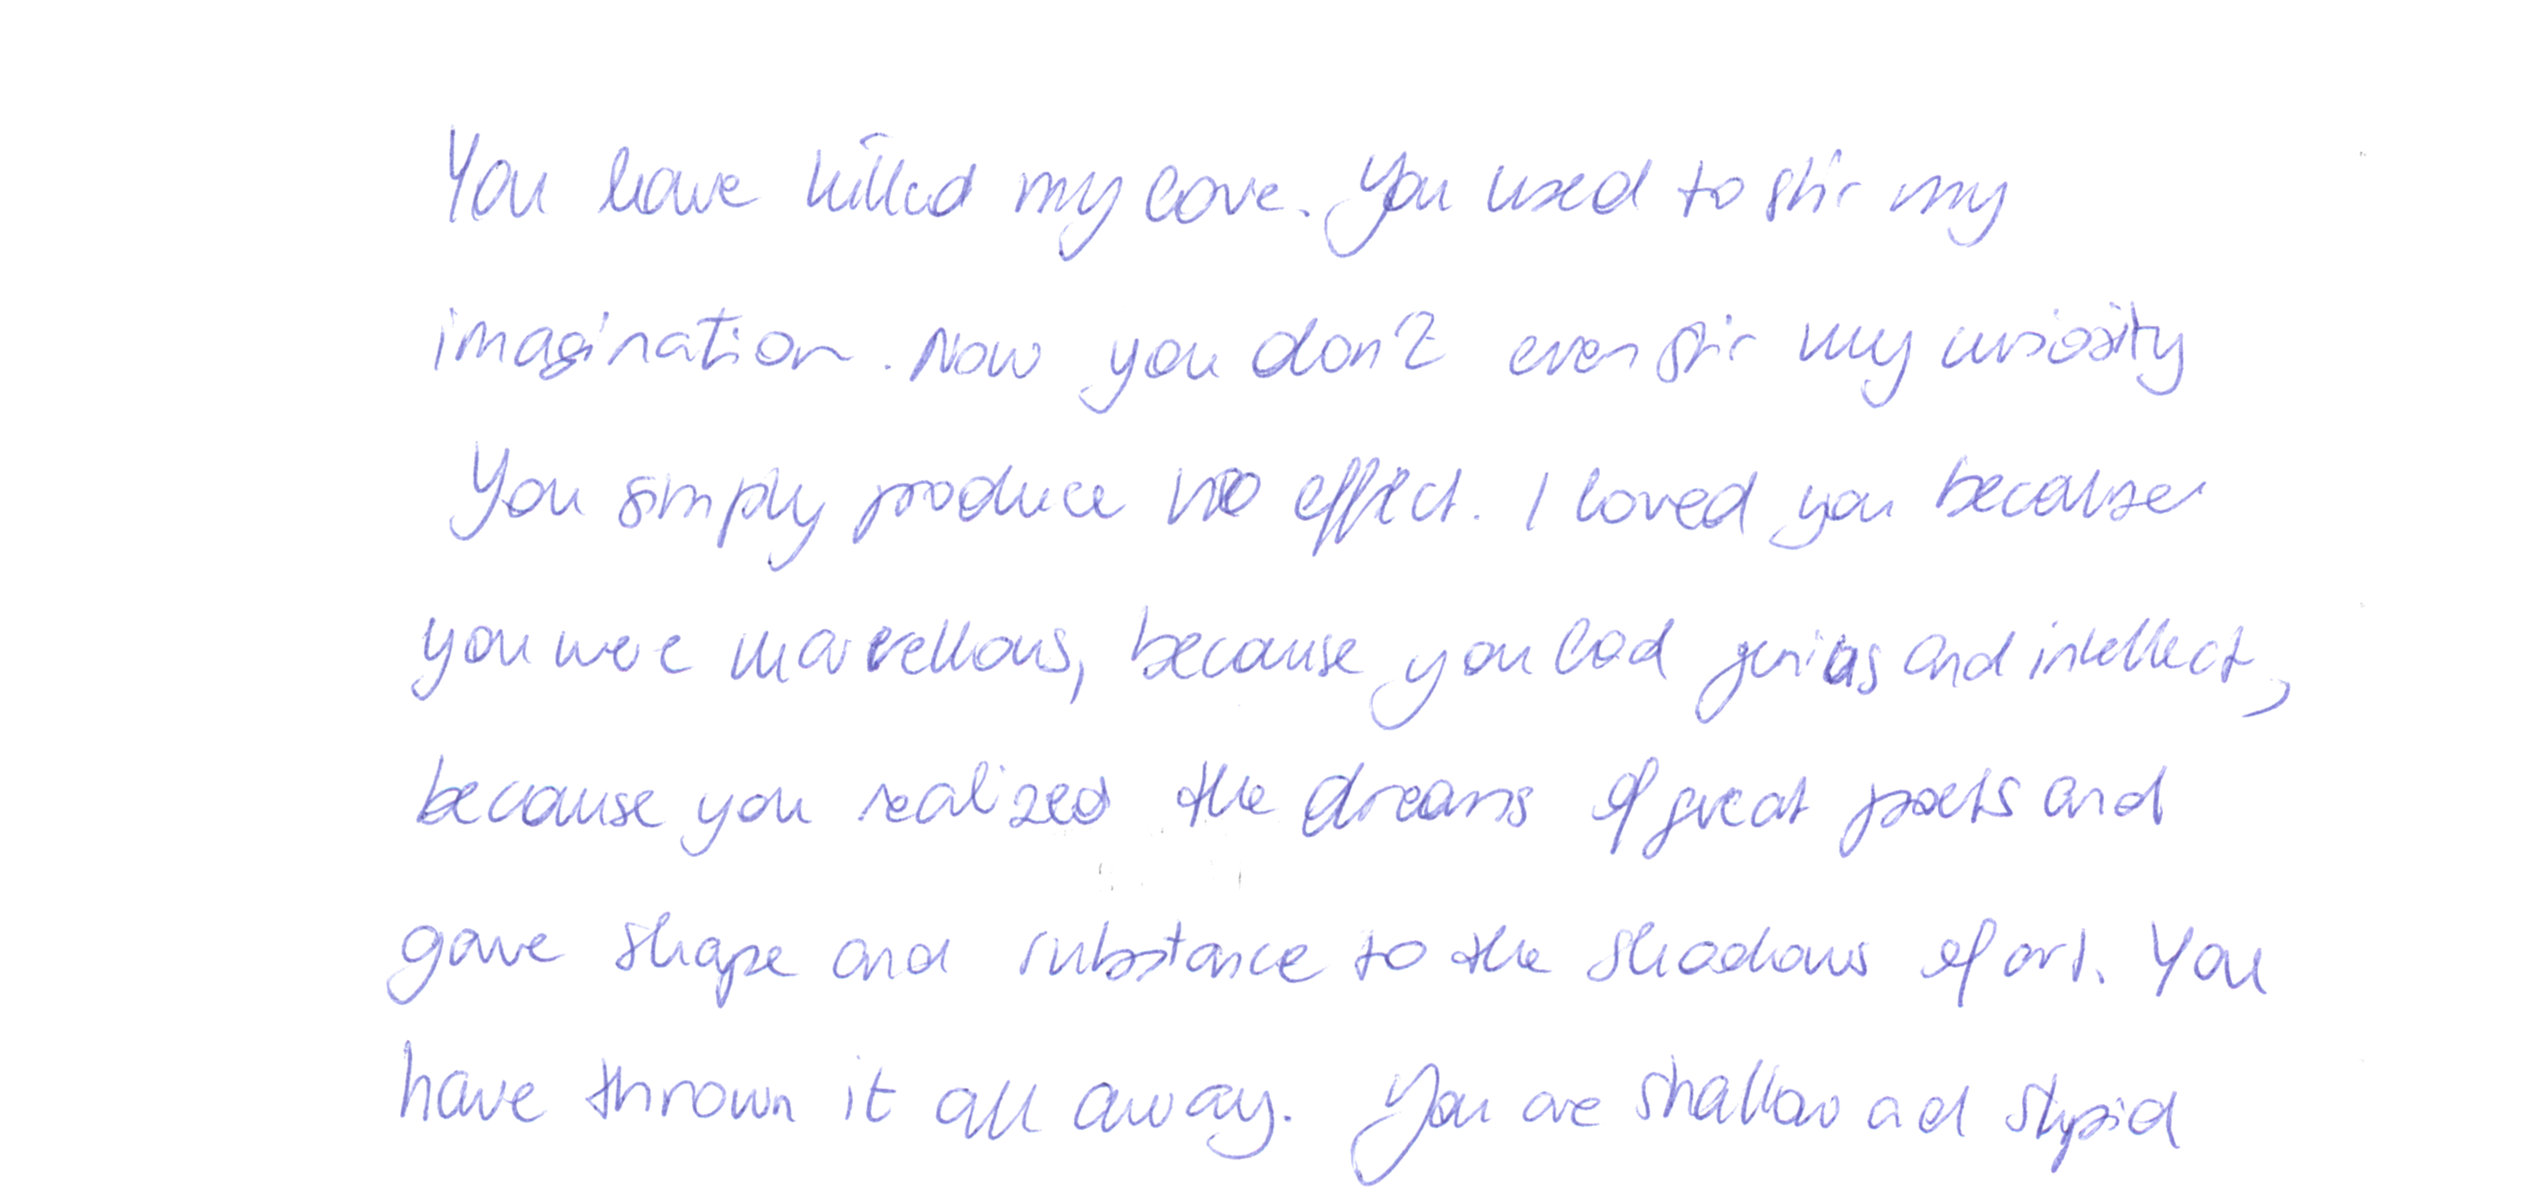 You have killed my love. You used to stir my
imagination. Now you don't even stir my curiosity
You simply produce no effect. I loved you because
you were marvellous, because you had genius and intellect,
because you realized the dreams of great poets and
gave shape and substance to the shadows of art. You
have thrown it all away. You are shallow and stupid